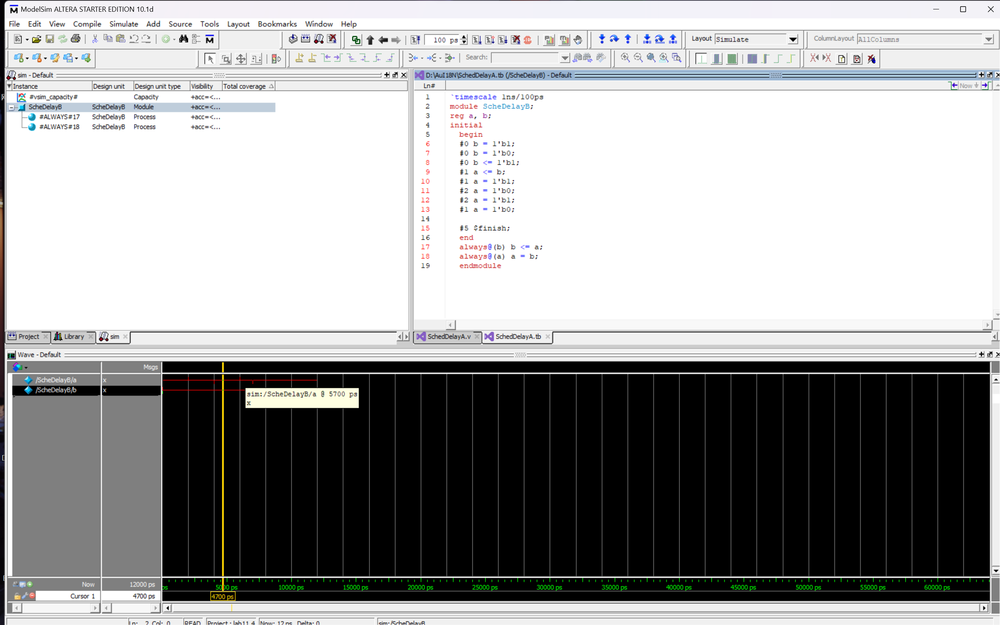 ModelSim ALTERA STARTER EDITION 10.1d
File Edit View Compile Simulate Add Source Tools Layout Bookmarks Window Help
100 ps
Layout Simulate
ColumnLayout AllColumns
Search:
sim - Default
Instance Design unit Design unit type Visibility Total coverage
#vsim_capacity# Capacity +acc=<...
ScheDelayB ScheDelayB Module +acc=<...
#ALWAYS#17 ScheDelayB Process +acc=<...
#ALWAYS#18 ScheDelayB Process +acc=<...
Project Library sim
D:\AuI18N\SchedDelayA.tb (/ScheDelayB) - Default
Ln# Now
1 `timescale 1ns/100ps
2 module ScheDelayB;
3 reg a, b;
4 initial
5 begin
6 #0 b = 1'b1;
7 #0 b = 1'b0;
8 #0 b <= 1'b1;
9 #1 a <= b;
10 #1 a = 1'b1;
11 #2 a = 1'b0;
12 #2 a = 1'b1;
13 #1 a = 1'b0;
14
15 #5 $finish;
16 end
17 always@(b) b <= a;
18 always@(a) a = b;
19 endmodule
SchedDelayA.v SchedDelayA.tb
Wave - Default
Msgs
/ScheDelayB/a x
/ScheDelayB/b x
sim:/ScheDelayB/a @ 5700 ps
x
Now 12000 ps
ps 5000 ps 10000 ps 15000 ps 20000 ps 25000 ps 30000 ps 35000 ps 40000 ps 45000 ps 50000 ps 55000 ps 60000 ps
Cursor 1 4700 ps 4700 ps
Ln: 2 Col: 0 READ Project : lab11_4 Now: 12 ns Delta: 0 sim:/ScheDelayB